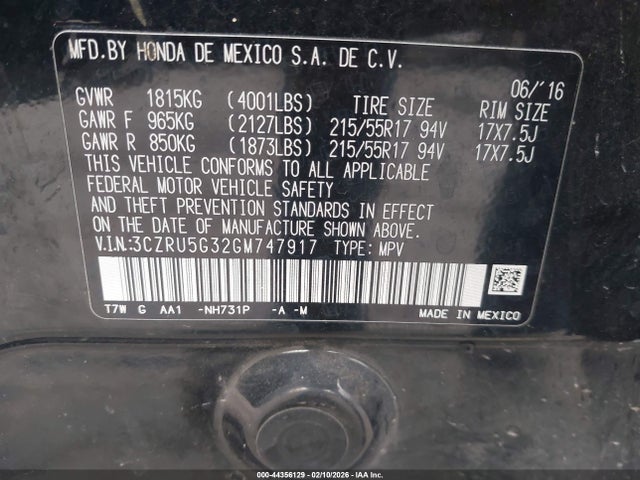 MFD.BY HONDA DE MEXICO S.A. DE C.V.
06/'16
GVWR 1815KG (4001LBS) TIRE SIZE RIM SIZE
GAWR F 965KG (2127LBS) 215/55R17 94V 17X7.5J
GAWR R 850KG (1873LBS) 215/55R17 94V 17X7.5J
THIS VEHICLE CONFORMS TO ALL APPLICABLE
FEDERAL MOTOR VEHICLE SAFETY
AND THEFT PREVENTION STANDARDS IN EFFECT
ON THE DATE OF MANUFACTURE SHOWN ABOVE.
V.I.N:3CZRU5G32GM747917 TYPE: MPV
T7W G AA1 -NH731P -A -M MADE IN MEXICO
000-44356129 - 02/10/2026 - IAA Inc.